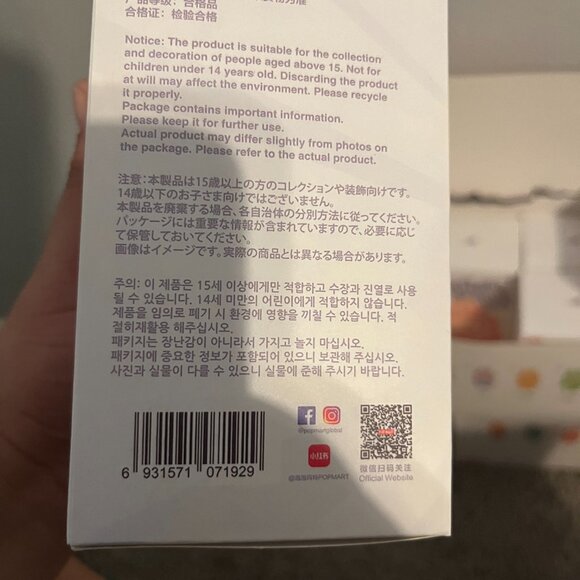 产品等级：合格品
合格证：检验合格
Notice: The product is suitable for the collection
and decoration of people aged above 15. Not for
children under 14 years old. Discarding the product
at will may affect the environment. Please recycle
it properly.
Package contains important information.
Please keep it for further use.
Actual product may differ slightly from photos on
the package. Please refer to the actual product.
注意：本製品は15歳以上の方のコレクションや装飾向けです。
14歳以下のお子さま向けではございません。
本製品を廃棄する場合、各自治体の分別方法に従ってください。
パッケージには重要な情報が含まれていますので、必要に応じ
て保管しておいてください。
画像はイメージです。実際の商品とは異なる場合があります。
주의: 이 제품은 15세 이상에게만 적합하고 수장과 진열로 사용
될 수 있습니다. 14세 미만의 어린이에게 적합하지 않습니다.
제품을 임의로 폐기 시 환경에 영향을 끼칠 수 있습니다. 적
절히재활용 해주십시오.
패키지는 장난감이 아니라서 가지고 놀지 마십시오.
패키지에 중요한 정보가 포함되어 있으니 보관해 주십시오.
사진과 실물이 다를 수 있으니 실물에 준해 주시기 바랍니다.
6 931571 071929
@popmartglobal
小红书
@泡泡玛特POPMART
微信扫码关注
Official Website